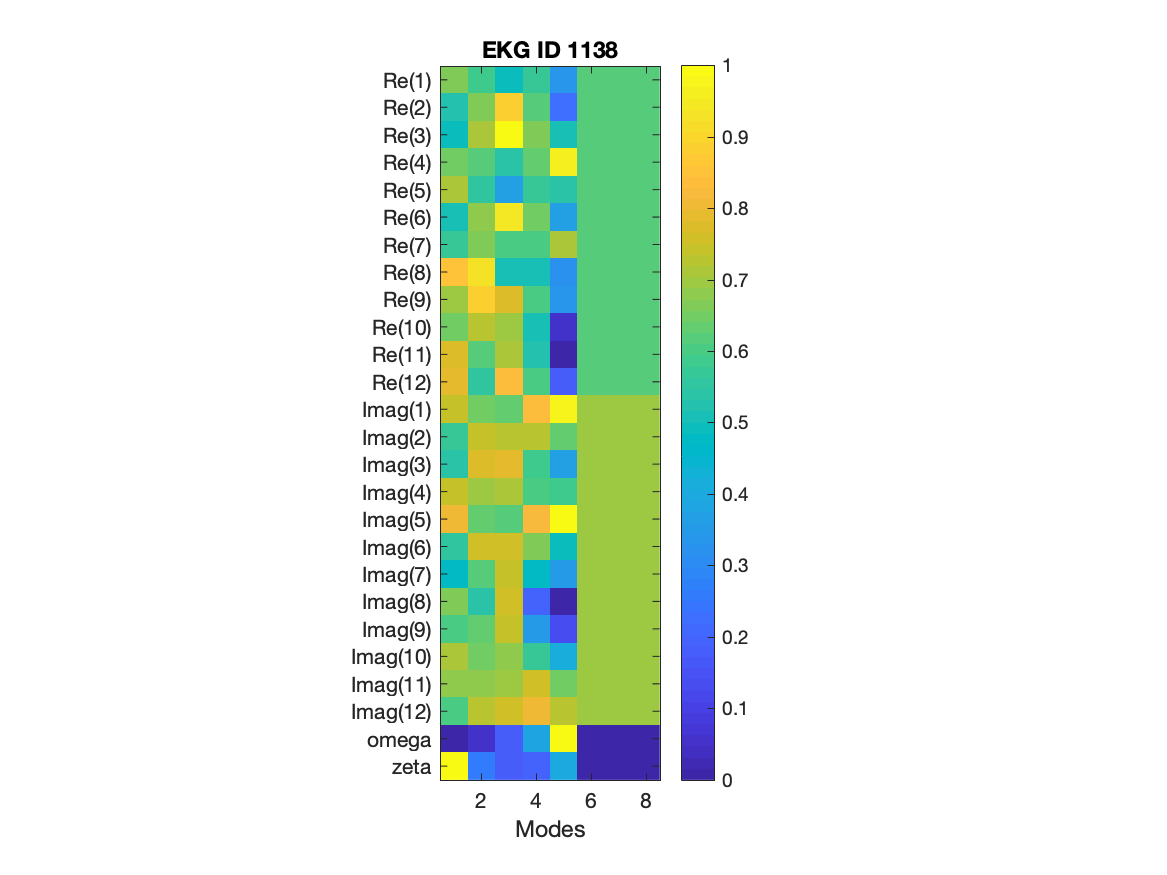 EKG ID 1138
Re(1)
Re(2)
Re(3)
Re(4)
Re(5)
Re(6)
Re(7)
Re(8)
Re(9)
Re(10)
Re(11)
Re(12)
Imag(1)
Imag(2)
Imag(3)
Imag(4)
Imag(5)
Imag(6)
Imag(7)
Imag(8)
Imag(9)
Imag(10)
Imag(11)
Imag(12)
omega
zeta
2 4 6 8
Modes
1
0.9
0.8
0.7
0.6
0.5
0.4
0.3
0.2
0.1
0